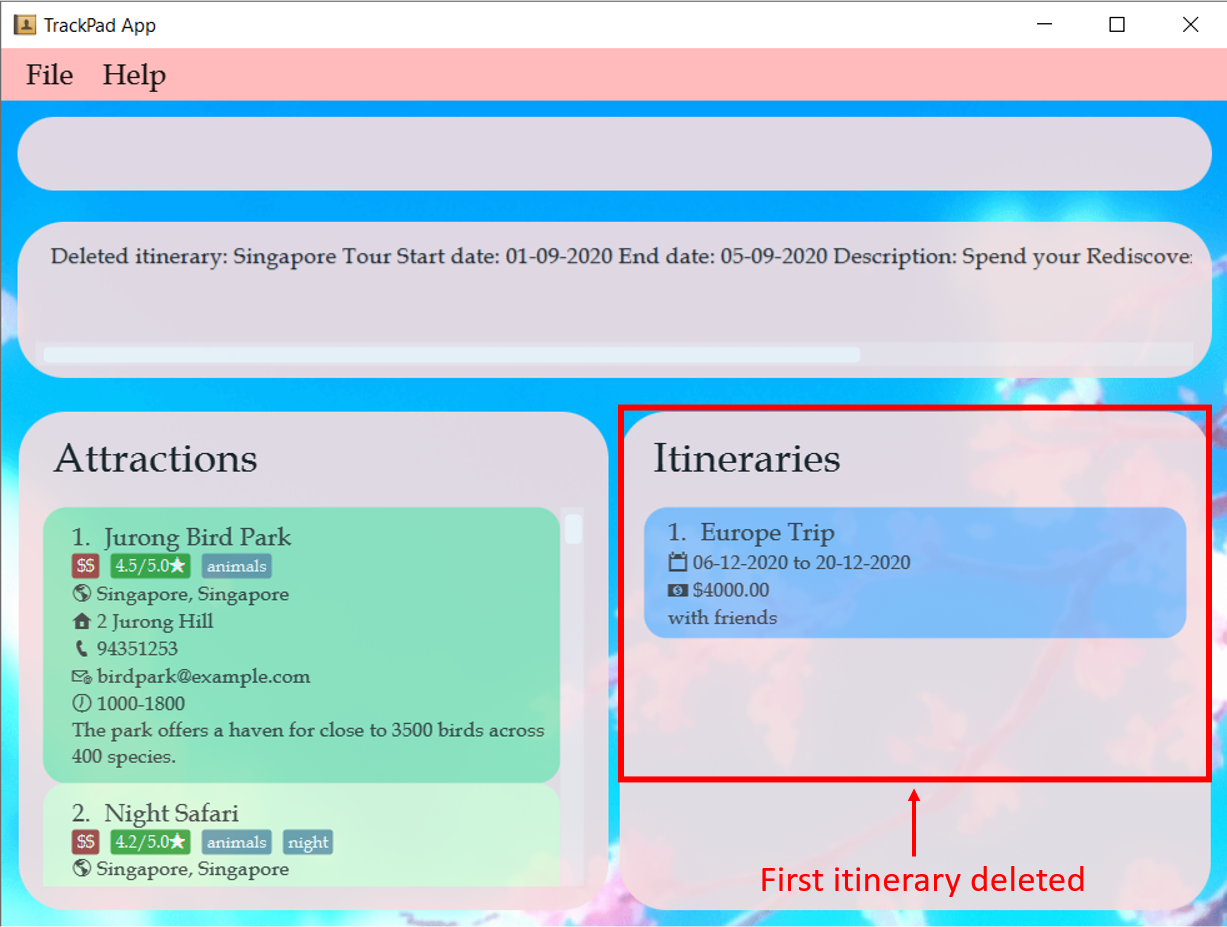 TrackPad App
File Help
Deleted itinerary: Singapore Tour Start date: 01-09-2020 End date: 05-09-2020 Description: Spend your
Attractions
1. Jurong Bird Park
$$ 4.5/5.0★ animals
Singapore, Singapore
2 Jurong Hill
94351253
birdpark@example.com
1000-1800
The park offers a haven for close to 3500 birds across
400 species.
2. Night Safari
$$ 4.2/5.0★ animals night
Singapore, Singapore
Itineraries
1. Europe Trip
06-12-2020 to 20-12-2020
$4000.00
with friends
First itinerary deleted